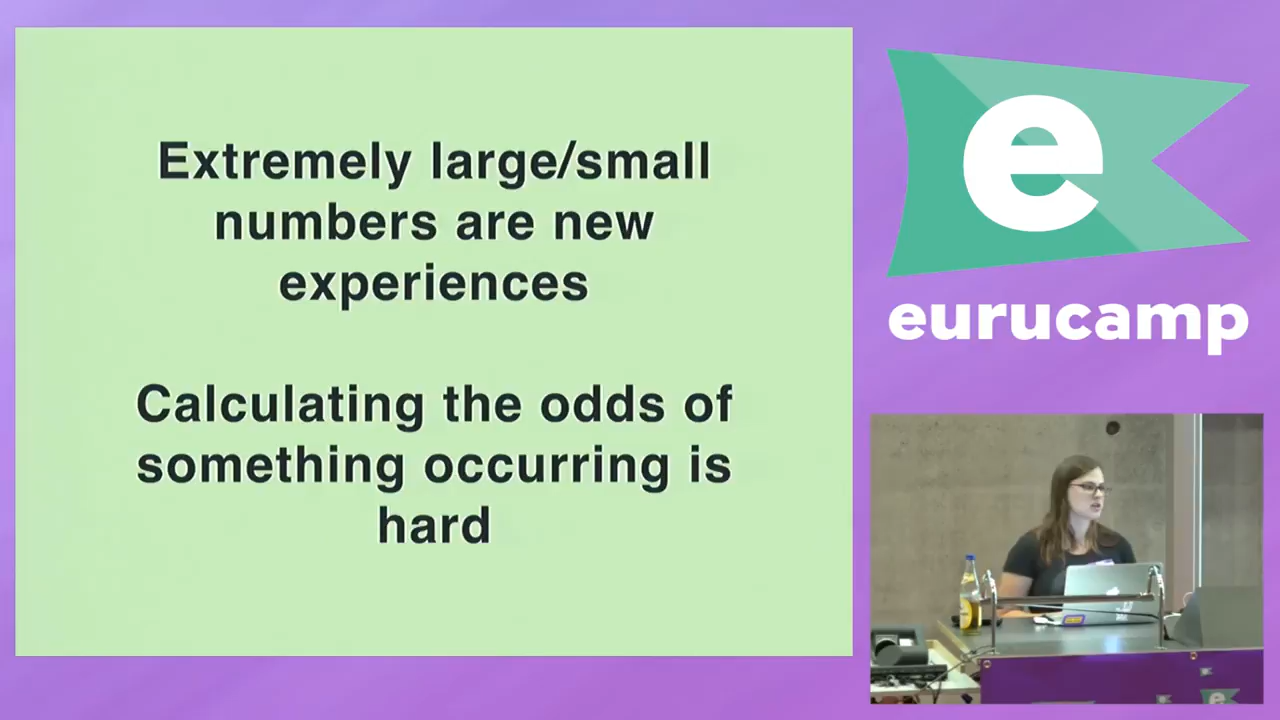 Extremely large/small
numbers are new
experiences
Calculating the odds of
something occurring is
hard
e
eurucamp
e